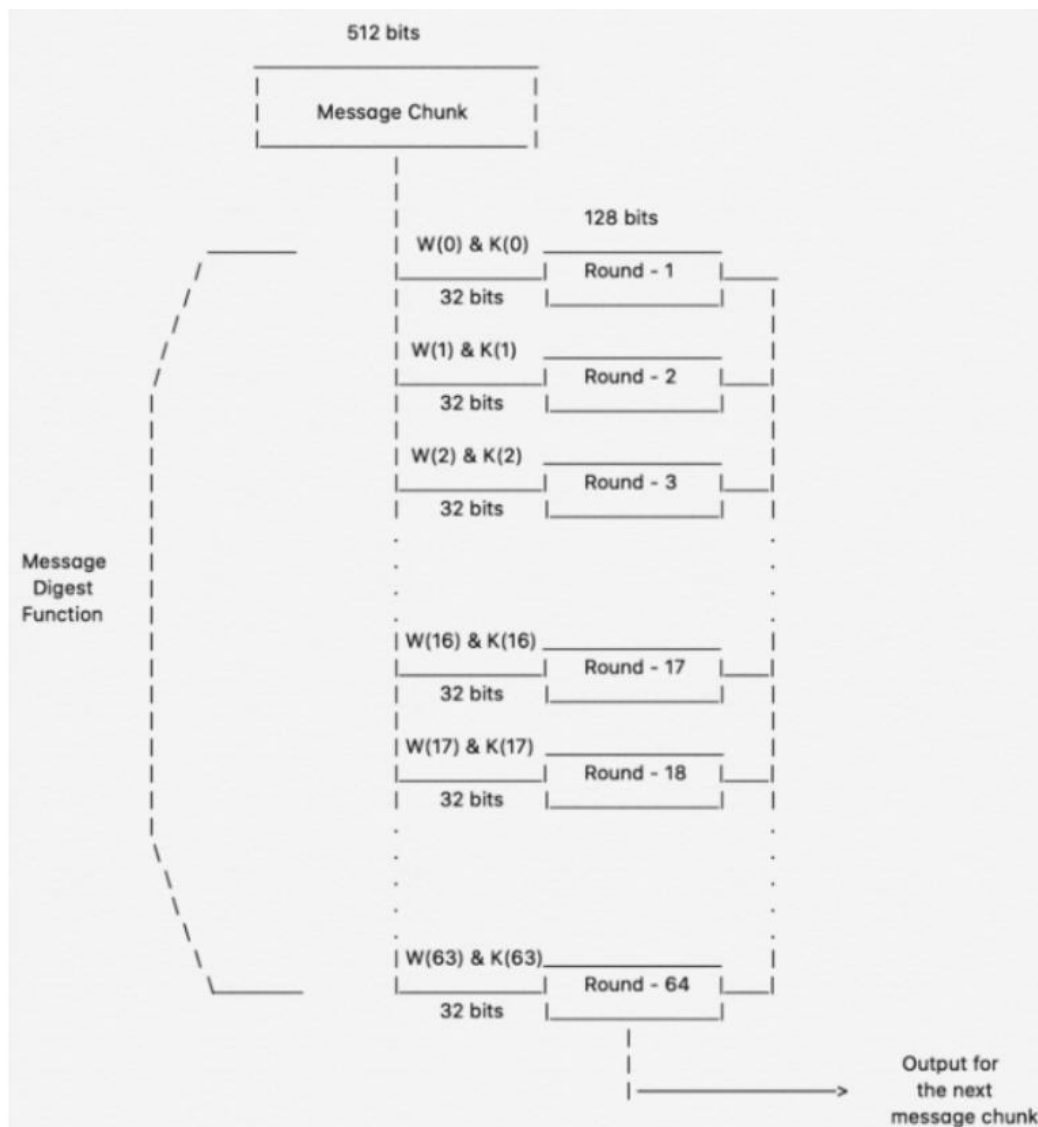 512 bits
Message Chunk
128 bits
W(0) & K(0)
Round - 1
32 bits
W(1) & K(1)
Round - 2
32 bits
W(2) & K(2)
Round - 3
32 bits
Message
Digest
Function
W(16) & K(16)
Round - 17
32 bits
W(17) & K(17)
Round - 18
32 bits
W(63) & K(63)
Round - 64
32 bits
Output for
the next
message chunk